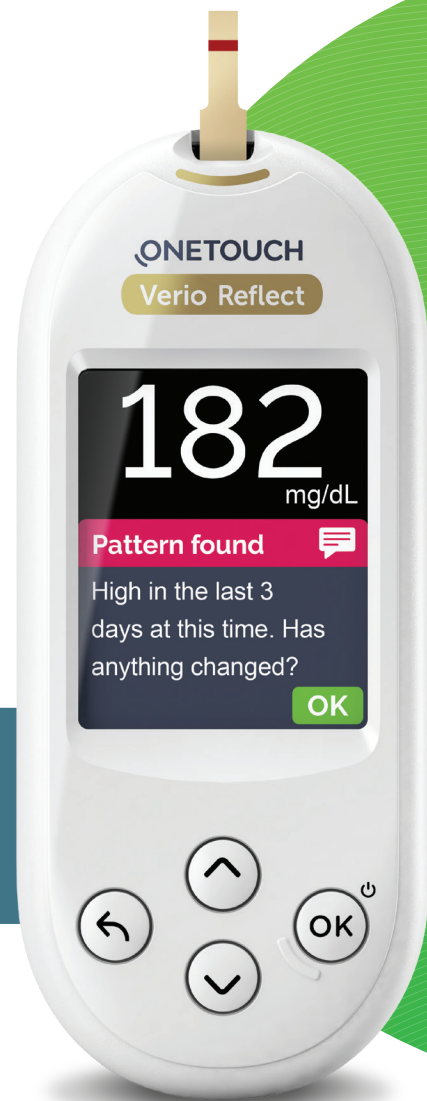 ONETOUCH
Verio Reflect
182
mg/dL
Pattern found
High in the last 3
days at this time. Has
anything changed?
OK
OK